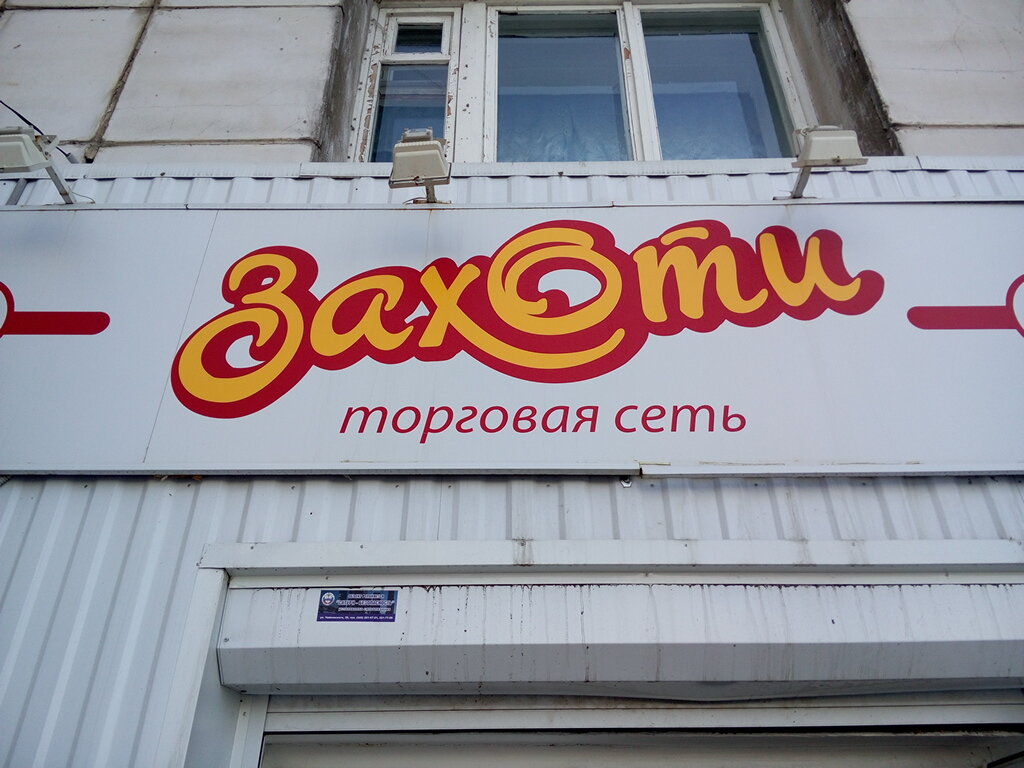 Захоти
торговая сеть